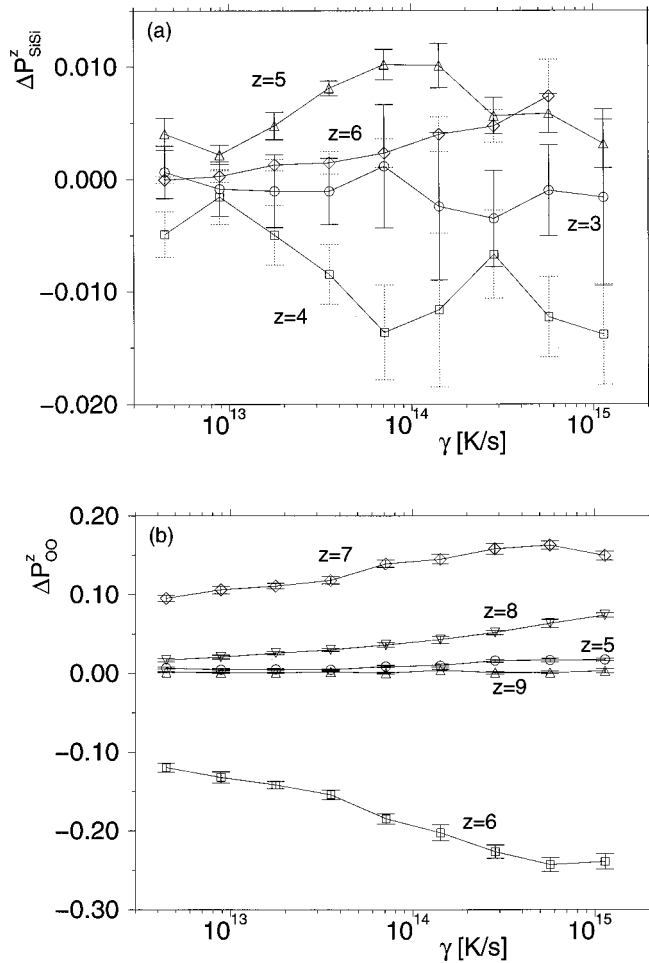 (a)
ΔP^z_SiSi
0.010
0.000
−0.010
−0.020
z=5
z=6
z=3
z=4
10^13
10^14
10^15
γ [K/s]
(b)
ΔP^z_OO
0.20
0.10
0.00
−0.10
−0.20
−0.30
z=7
z=8
z=5
z=9
z=6
10^13
10^14
10^15
γ [K/s]